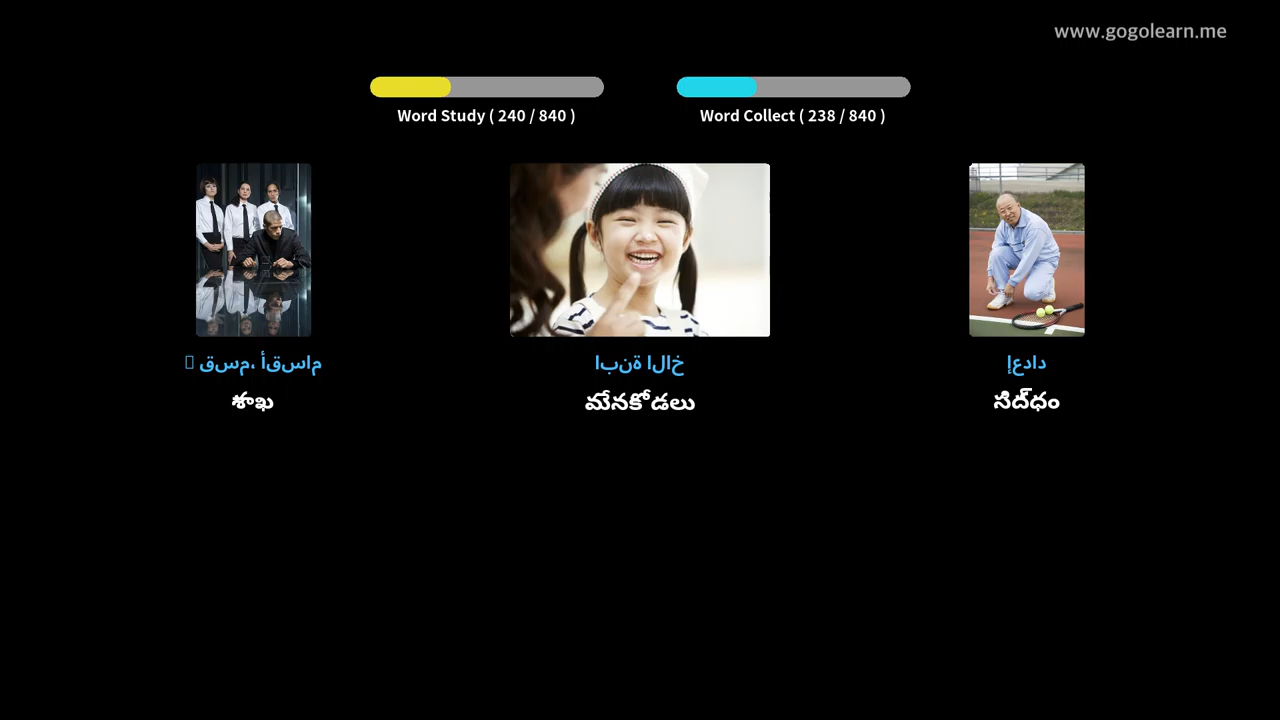 www.gogolearn.me
Word Study ( 240 / 840 )
Word Collect ( 238 / 840 )
قسم، أقسام
ابنة الاخ
إعداد
శాఖ
మేనకోడలు
సిద్ధం